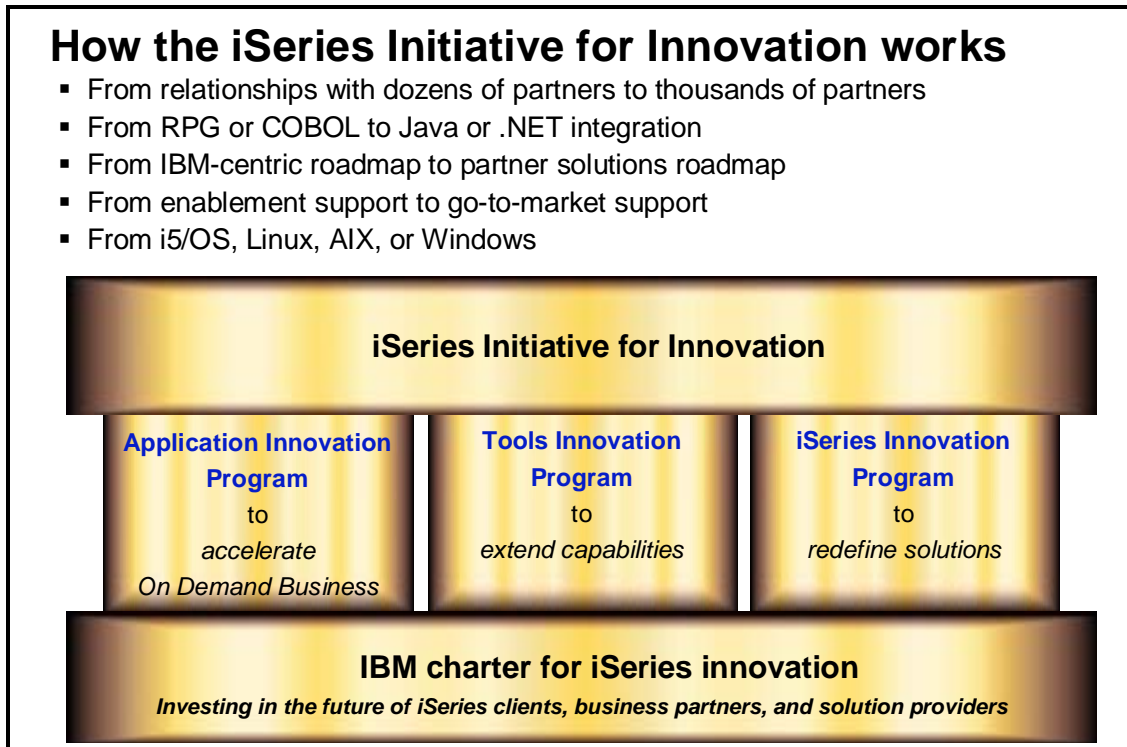 How the iSeries Initiative for Innovation works
▪ From relationships with dozens of partners to thousands of partners
▪ From RPG or COBOL to Java or .NET integration
▪ From IBM-centric roadmap to partner solutions roadmap
▪ From enablement support to go-to-market support
▪ From i5/OS, Linux, AIX, or Windows
iSeries Initiative for Innovation
Application Innovation
Program
to
accelerate
On Demand Business
Tools Innovation
Program
to
extend capabilities
iSeries Innovation
Program
to
redefine solutions
IBM charter for iSeries innovation
Investing in the future of iSeries clients, business partners, and solution providers